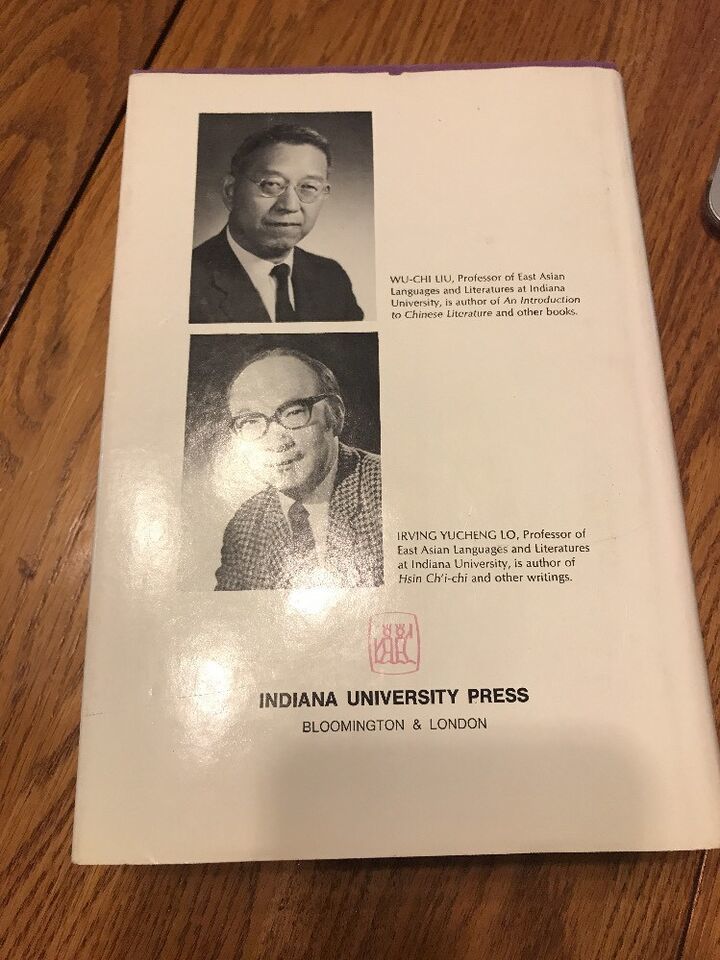 WU-CHI LIU, Professor of East Asian
Languages and Literatures at Indiana
University, is author of An Introduction
to Chinese Literature and other books.
IRVING YUCHENG LO, Professor of
East Asian Languages and Literatures
at Indiana University, is author of
Hsin Ch'i-chi and other writings.
INDIANA UNIVERSITY PRESS
BLOOMINGTON & LONDON